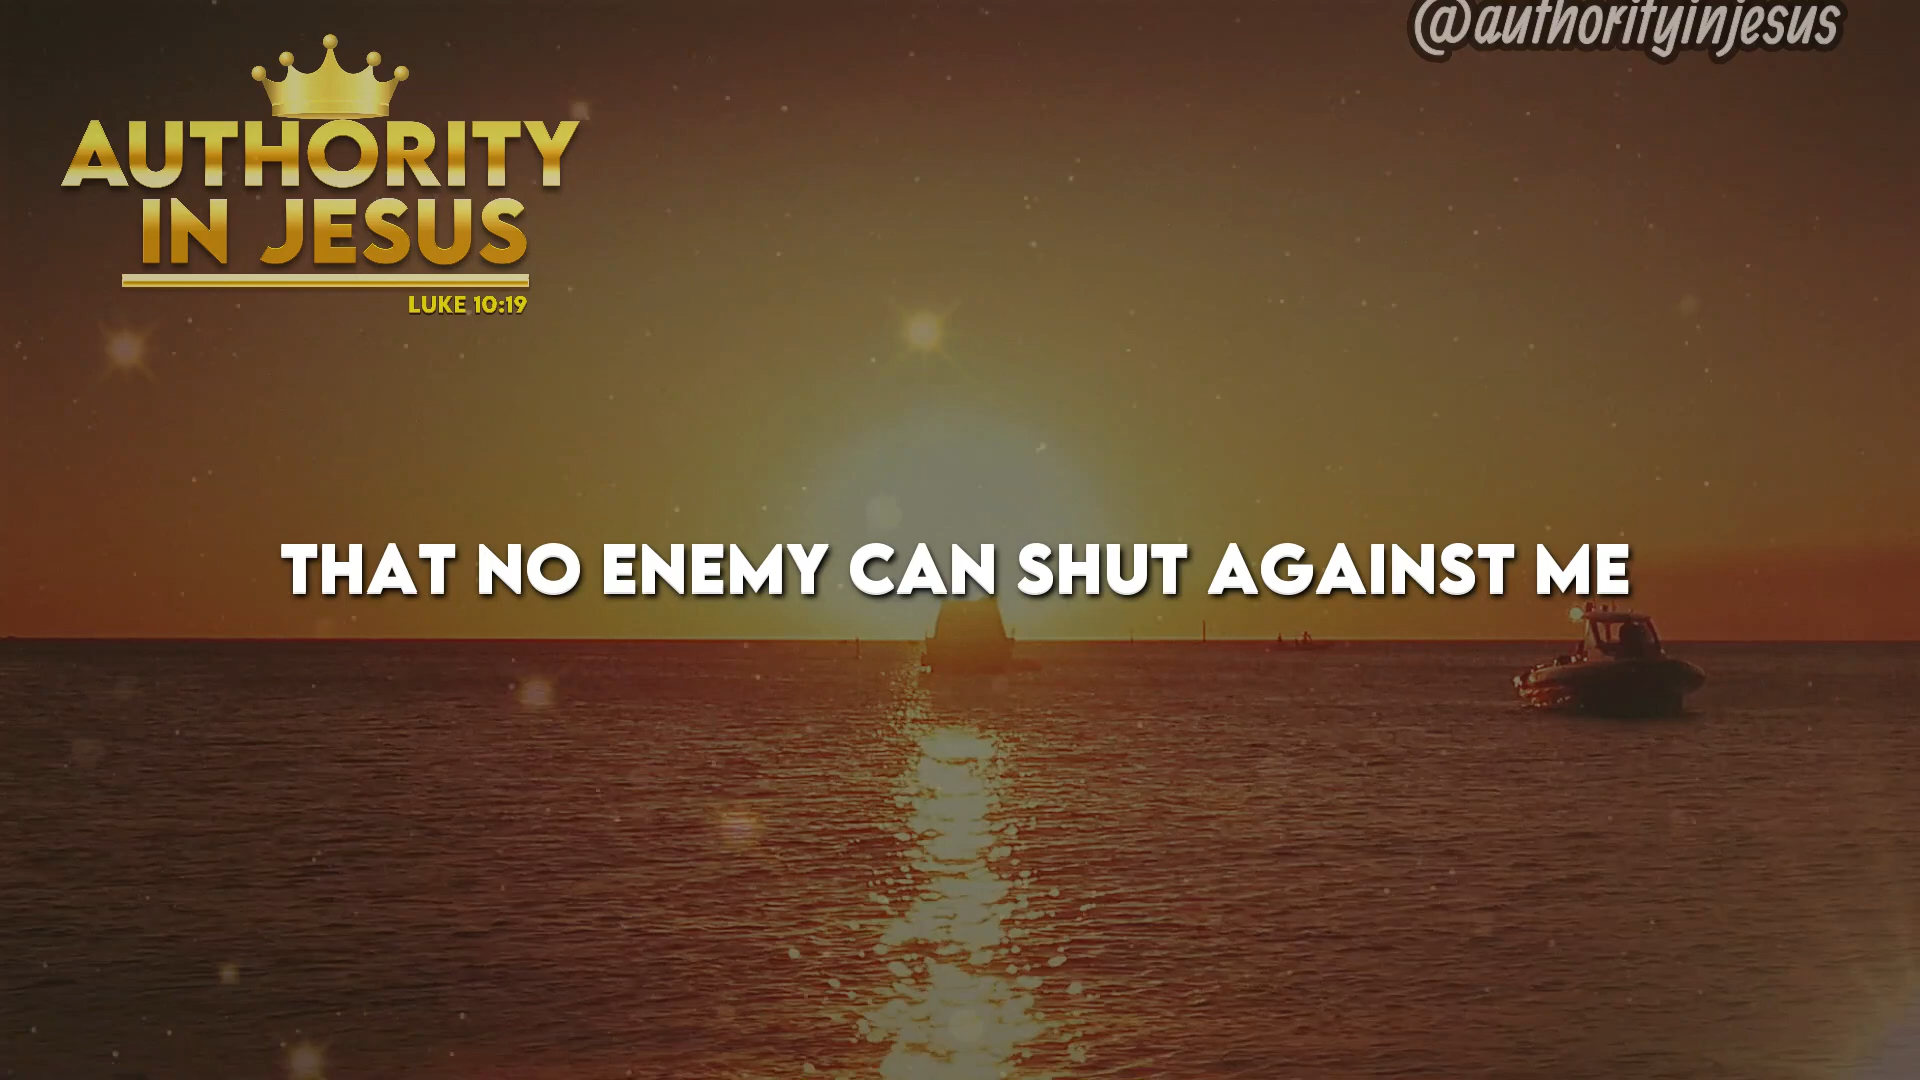 @authorityinjesus
AUTHORITY
IN JESUS
LUKE 10:19
THAT NO ENEMY CAN SHUT AGAINST ME